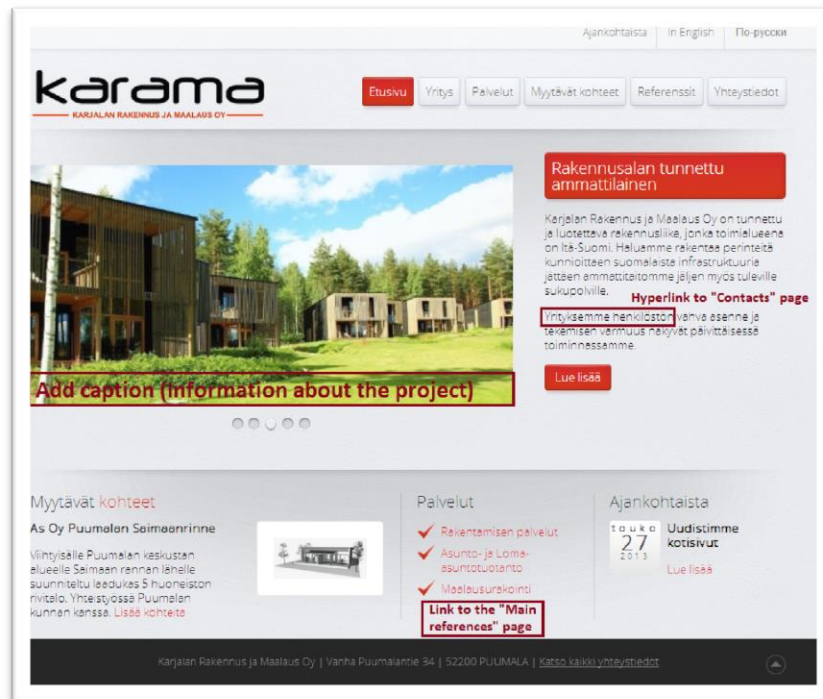 Ajankohtaista In English По-русски
karama
KARJALAN RAKENNUS JA MAALAUS OY
Etusivu Yritys Palvelut Myytävät kohteet Referenssit Yhteystiedot
Rakennusalan tunnettu
ammattilainen
Karjalan Rakennus ja Maalaus Oy on tunnettu
ja luotettava rakennusliike, jonka toimialueena
on Itä-Suomi. Haluamme rakentaa perinteitä
kunnioittaen suomalaista infrastruktuuria
jättäen ammattitaitomme jäljen myös tuleville
sukupolville.
Hyperlink to "Contacts" page
Yrityksemme henkilöstön vahva asenne ja
tekemisen varmuus näkyvät päivittäisessä
toiminnassamme.
Lue lisää
Add caption (Information about the project)
Myytävät kohteet
As Oy Puumalan Saimaanrinne
Viihtyisälle Puumalan keskustan
alueelle Saimaan rannan lähelle
suunniteltu laadukas 5 huoneiston
rivitalo. Yhteistyössä Puumalan
kunnan kanssa. Lisää kohteita
Palvelut
Rakentamisen palvelut
Asunto- ja Loma-
asuntotuotanto
Maalausurakointi
Link to the "Main
references" page
Ajankohtaista
touko
27
2013
Uudistimme
kotisivut
Lue lisää
Karjalan Rakennus ja Maalaus Oy | Vanha Puumalantie 34 | 52200 PUUMALA | Katso kaikki yhteystiedot